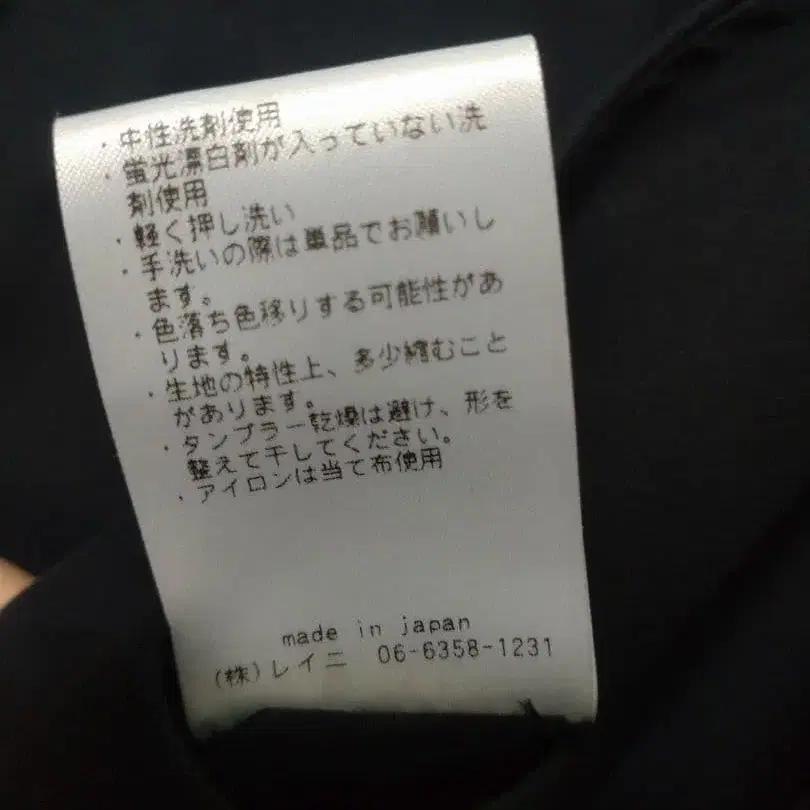 ・中性洗剤使用
・蛍光漂白剤が入っていない洗
剤使用
・軽く押し洗い
・手洗いの際は単品でお願いし
ます。
・色落ち色移りする可能性があ
ります。
・生地の特性上、多少縮むこと
があります。
・タンブラー乾燥は避け、形を
整えて干してください。
・アイロンは当て布使用
made in japan
(株)レイニ 06-6358-1231